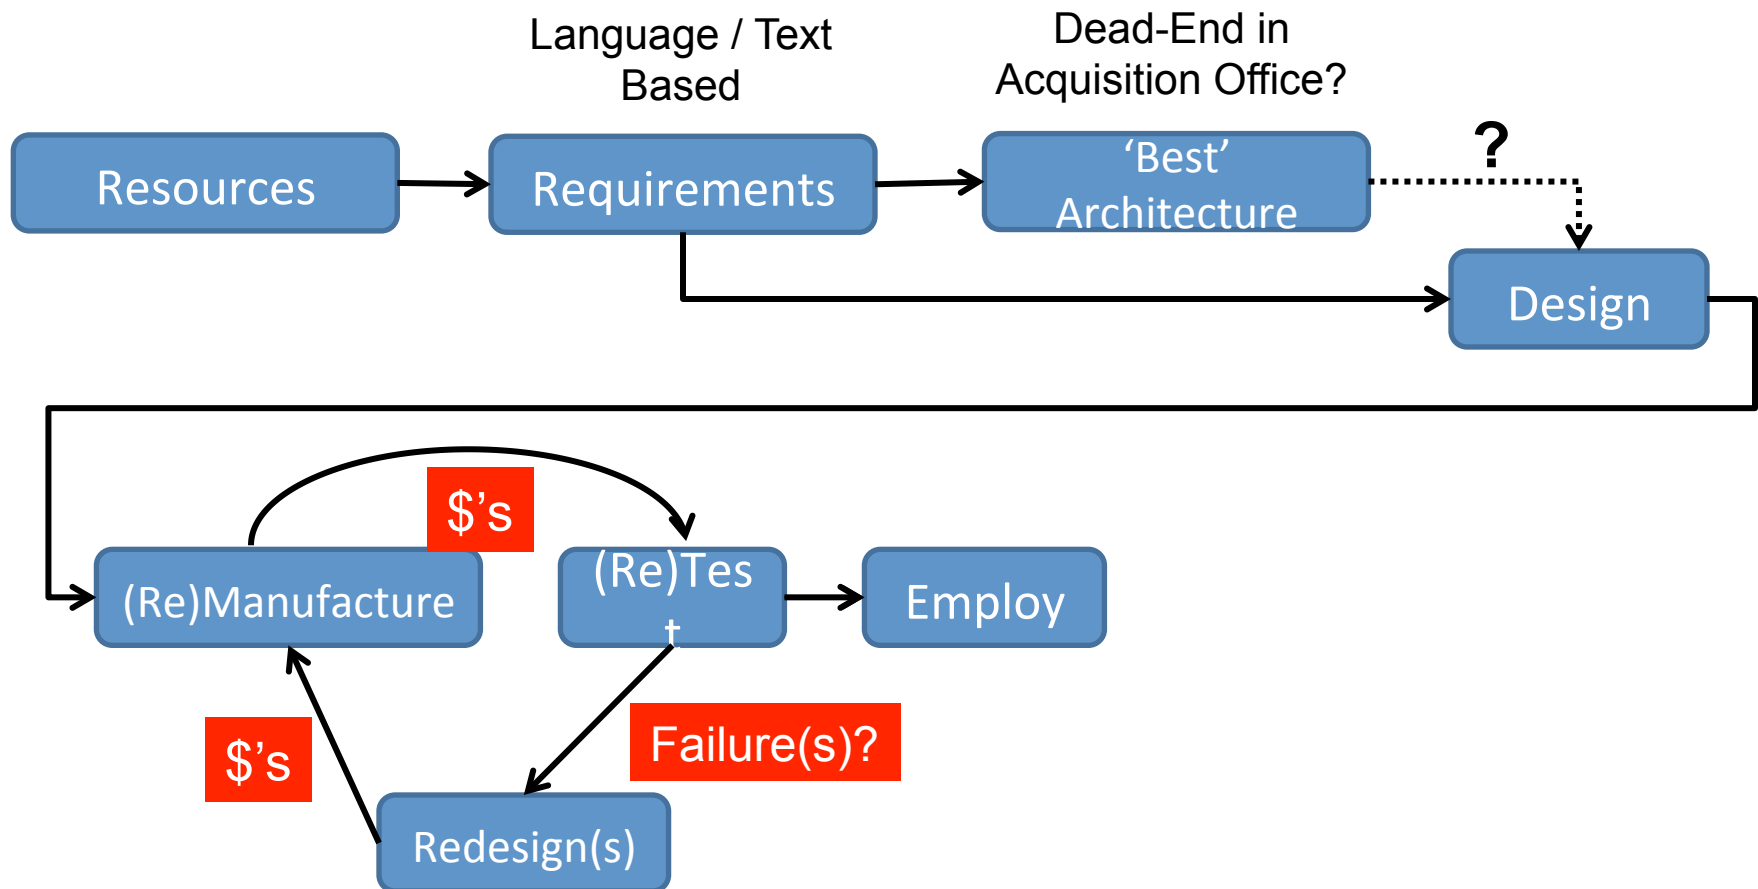 Language / Text
Based
Dead-End in
Acquisition Office?
Resources
Requirements
‘Best’
Architecture
?
Design
$’s
(Re)Manufacture
(Re)Tes
t
Employ
$’s
Failure(s)?
Redesign(s)